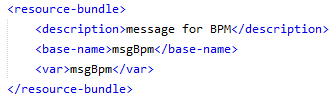 <resource-bundle>
<description>message for BPM</description>
<base-name>msgBpm</base-name>
<var>msgBpm</var>
</resource-bundle>